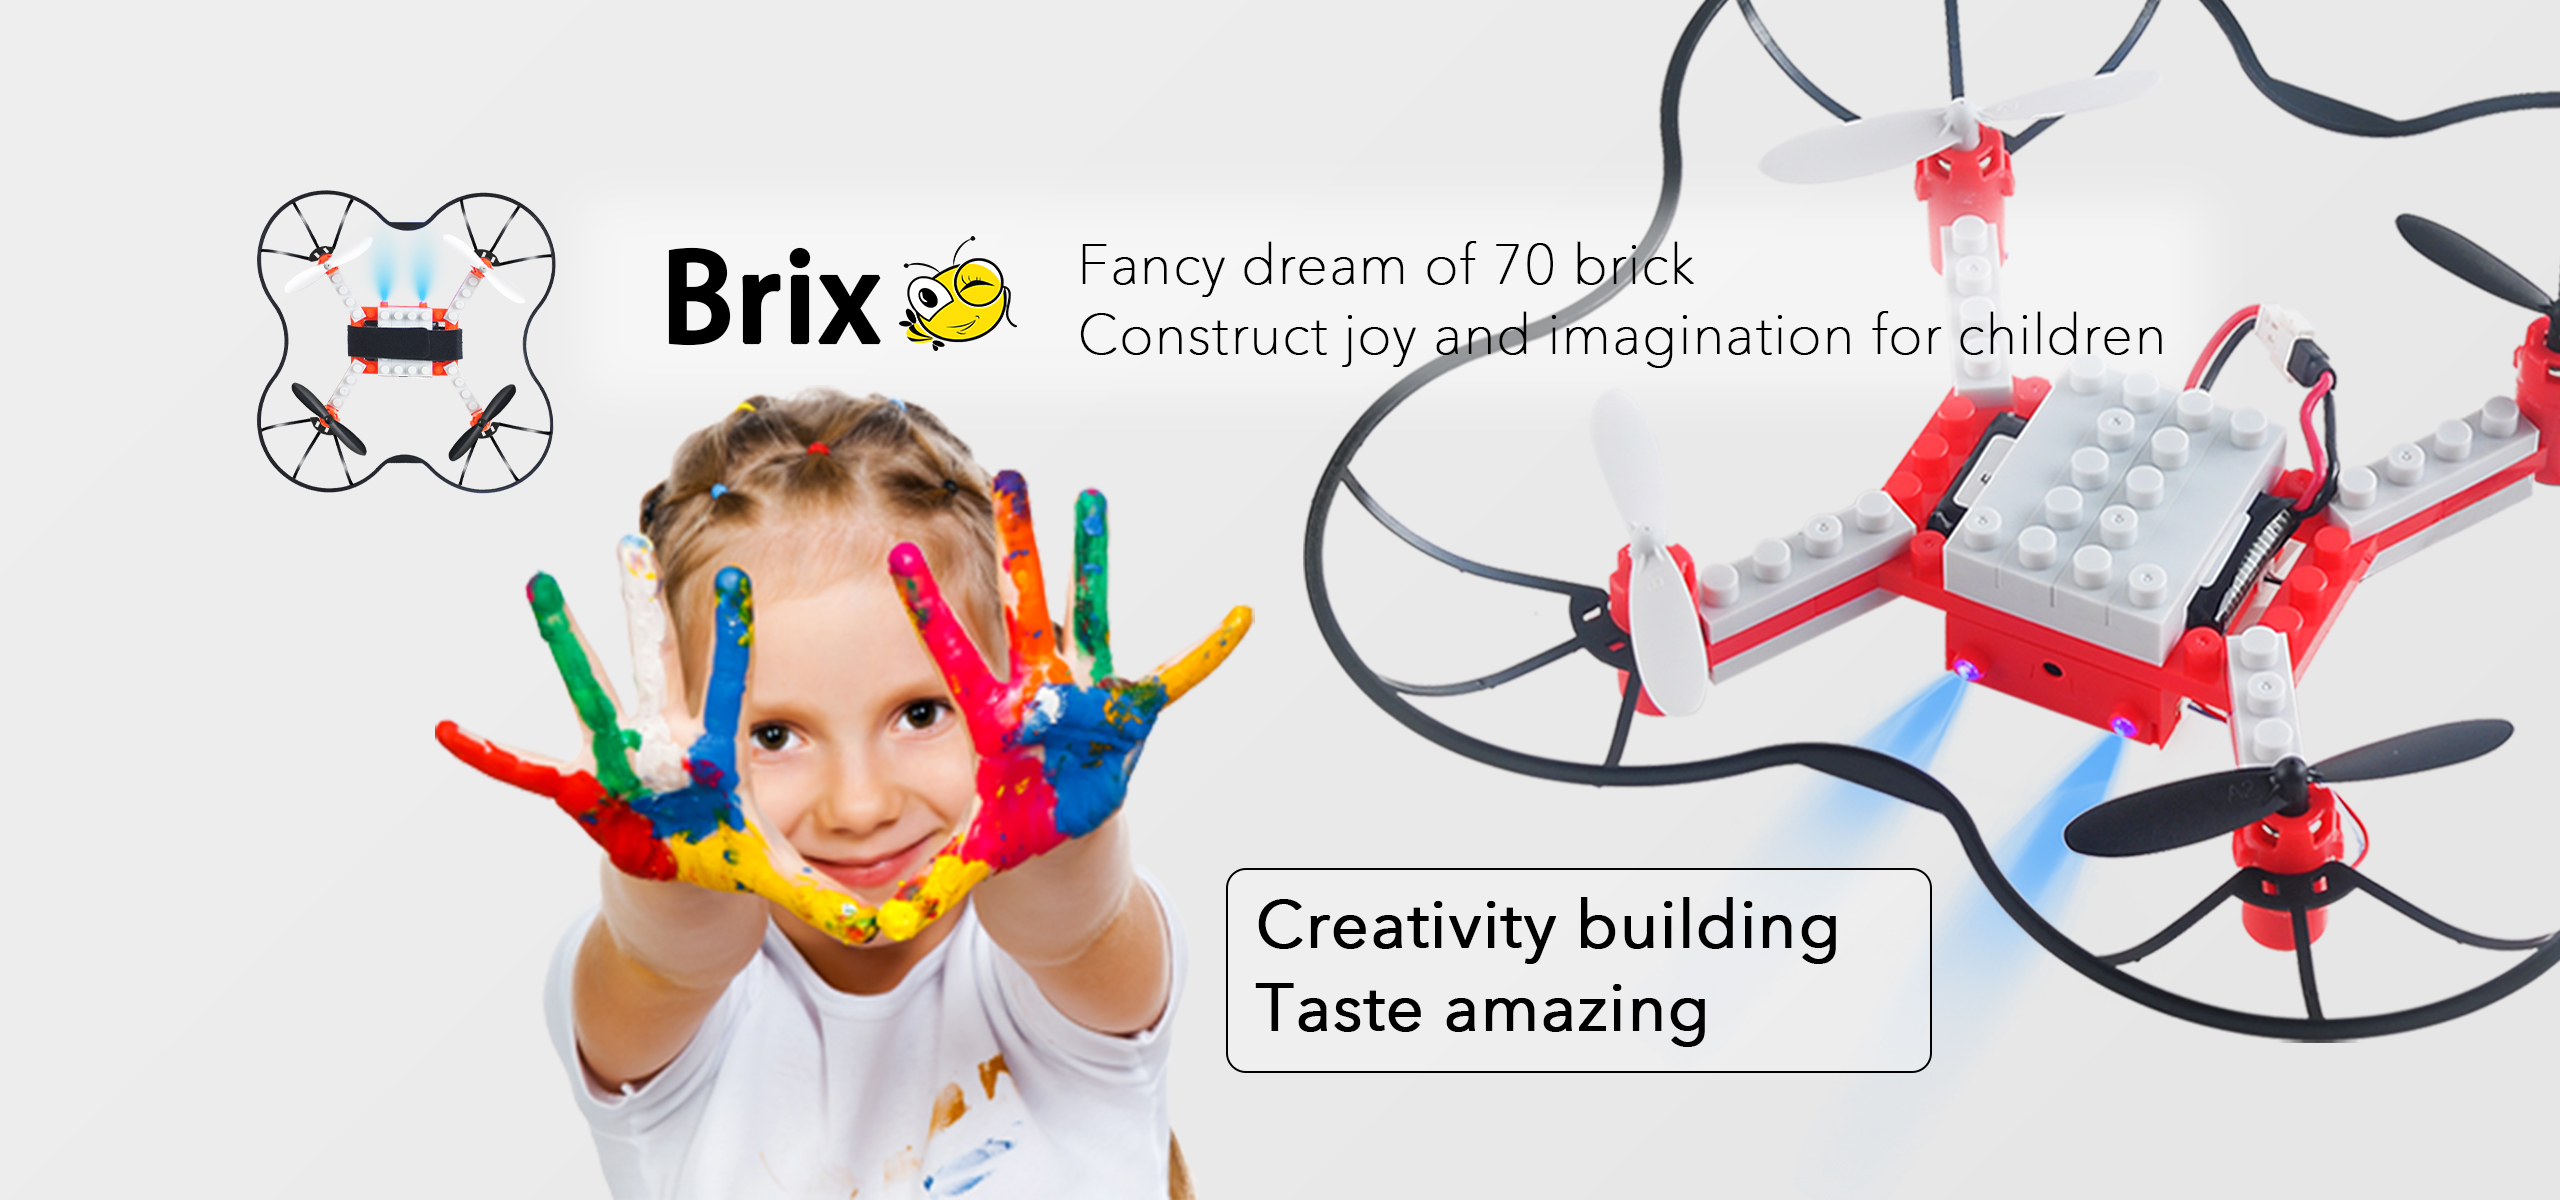 Brix
Fancy dream of 70 brick
Construct joy and imagination for children
Creativity building
Taste amazing